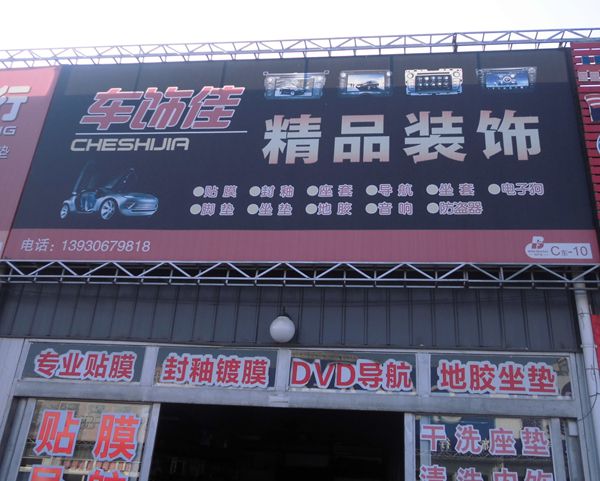 行
垫
车饰佳
CHESHIJIA
精品装饰
贴膜 封釉 座套 导航 坐套 电子狗
脚垫 坐垫 地胶 音响 防盗器
电话：13930679818
C东-10
专业贴膜 封釉镀膜 DVD导航 地胶坐垫
贴膜
干洗座垫